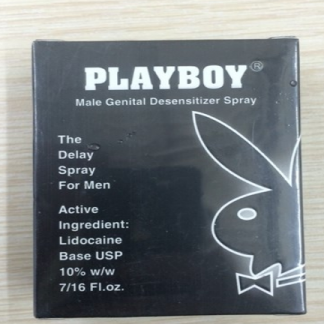 PLAYBOY®
Male Genital Desensitizer Spray
The
Delay
Spray
For Men
Active
Ingredient:
Lidocaine
Base USP
10% w/w
7/16 Fl.oz.